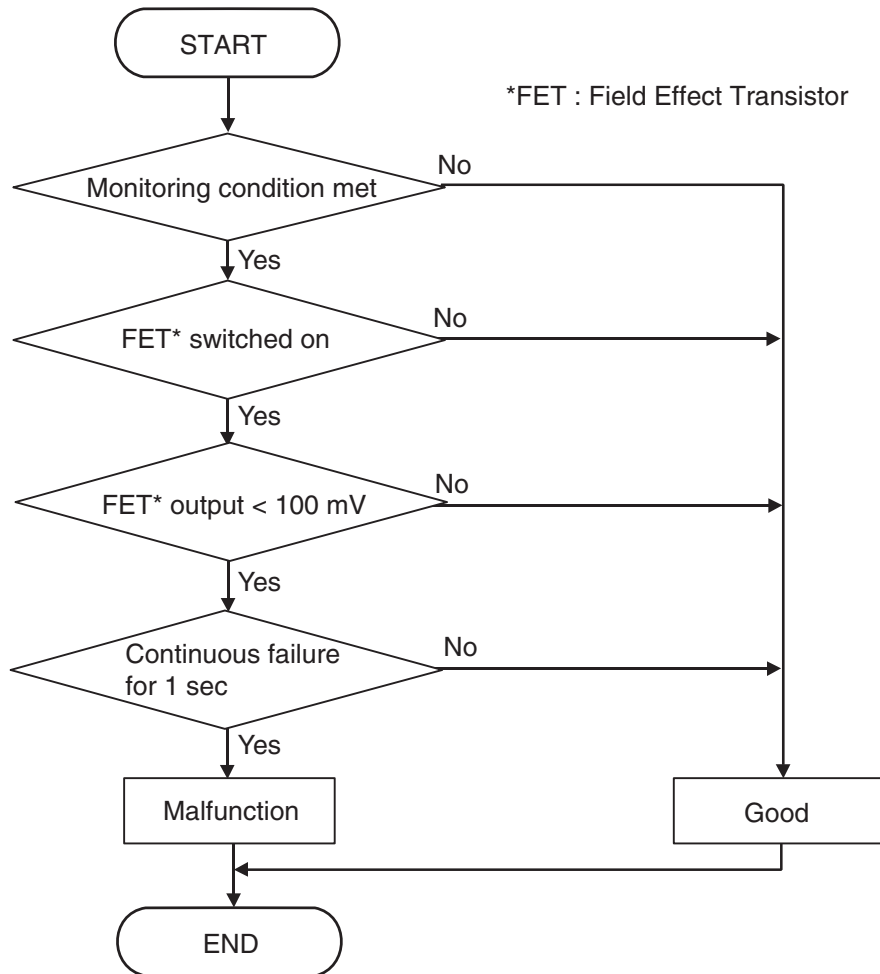 START
*FET : Field Effect Transistor
Monitoring condition met
No
Yes
FET* switched on
No
Yes
FET* output < 100 mV
No
Yes
Continuous failure
for 1 sec
No
Yes
Malfunction
Good
END